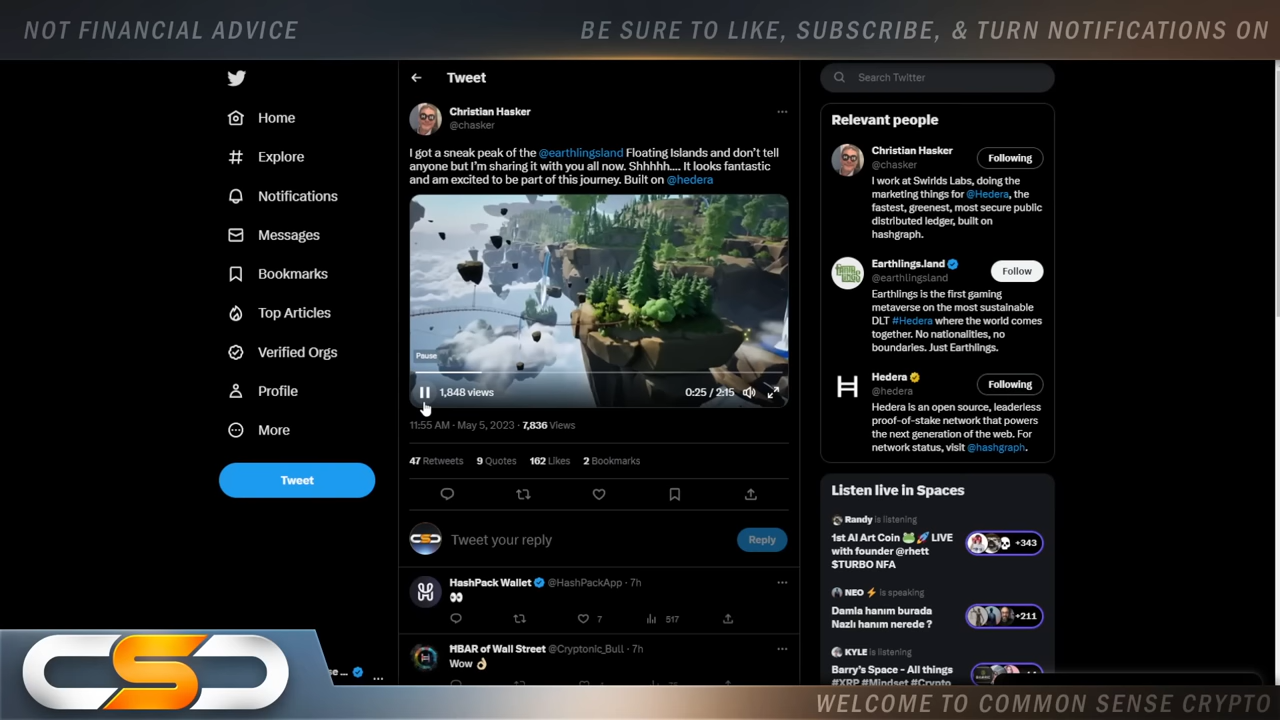 NOT FINANCIAL ADVICE
BE SURE TO LIKE, SUBSCRIBE, & TURN NOTIFICATIONS ON
Home
Explore
Notifications
Messages
Bookmarks
Top Articles
Verified Orgs
Profile
More
Tweet
Tweet
Christian Hasker
@chasker
I got a sneak peak of the @earthlingsland Floating Islands and don't tell
anyone but I'm sharing it with you all now. Shhhhh.... It looks fantastic
and am excited to be part of this journey. Built on @hedera
Pause
1,848 views
0:25 / 2:15
11:55 AM · May 5, 2023 · 7,836 Views
47 Retweets 9 Quotes 162 Likes 2 Bookmarks
Tweet your reply
Reply
HashPack Wallet @HashPackApp · 7h
👀
7
517
HBAR of Wall Street @Cryptonic_Bull · 7h
Wow 👌
Search Twitter
Relevant people
Christian Hasker
@chasker
Following
I work at Swirlds Labs, doing the
marketing things for @Hedera, the
fastest, greenest, most secure public
distributed ledger, built on
hashgraph.
Earthlings.land
@earthlingsland
Follow
Earthlings is the first gaming
metaverse on the most sustainable
DLT #Hedera where the world comes
together. No nationalities, no
boundaries. Just Earthlings.
Hedera
@hedera
Following
Hedera is an open source, leaderless
proof-of-stake network that powers
the next generation of the web. For
network status, visit @hashgraph.
Listen live in Spaces
Randy is listening
1st AI Art Coin 🐸🚀 LIVE
with founder @rhett
$TURBO NFA
+343
NEO ⚡ is speaking
Damla hanım burada
Nazlı hanım nerede ?
+211
KYLE is listening
Barry's Space - All things
#XRP #Mindset #Crypto
CSC
WELCOME TO COMMON SENSE CRYPTO